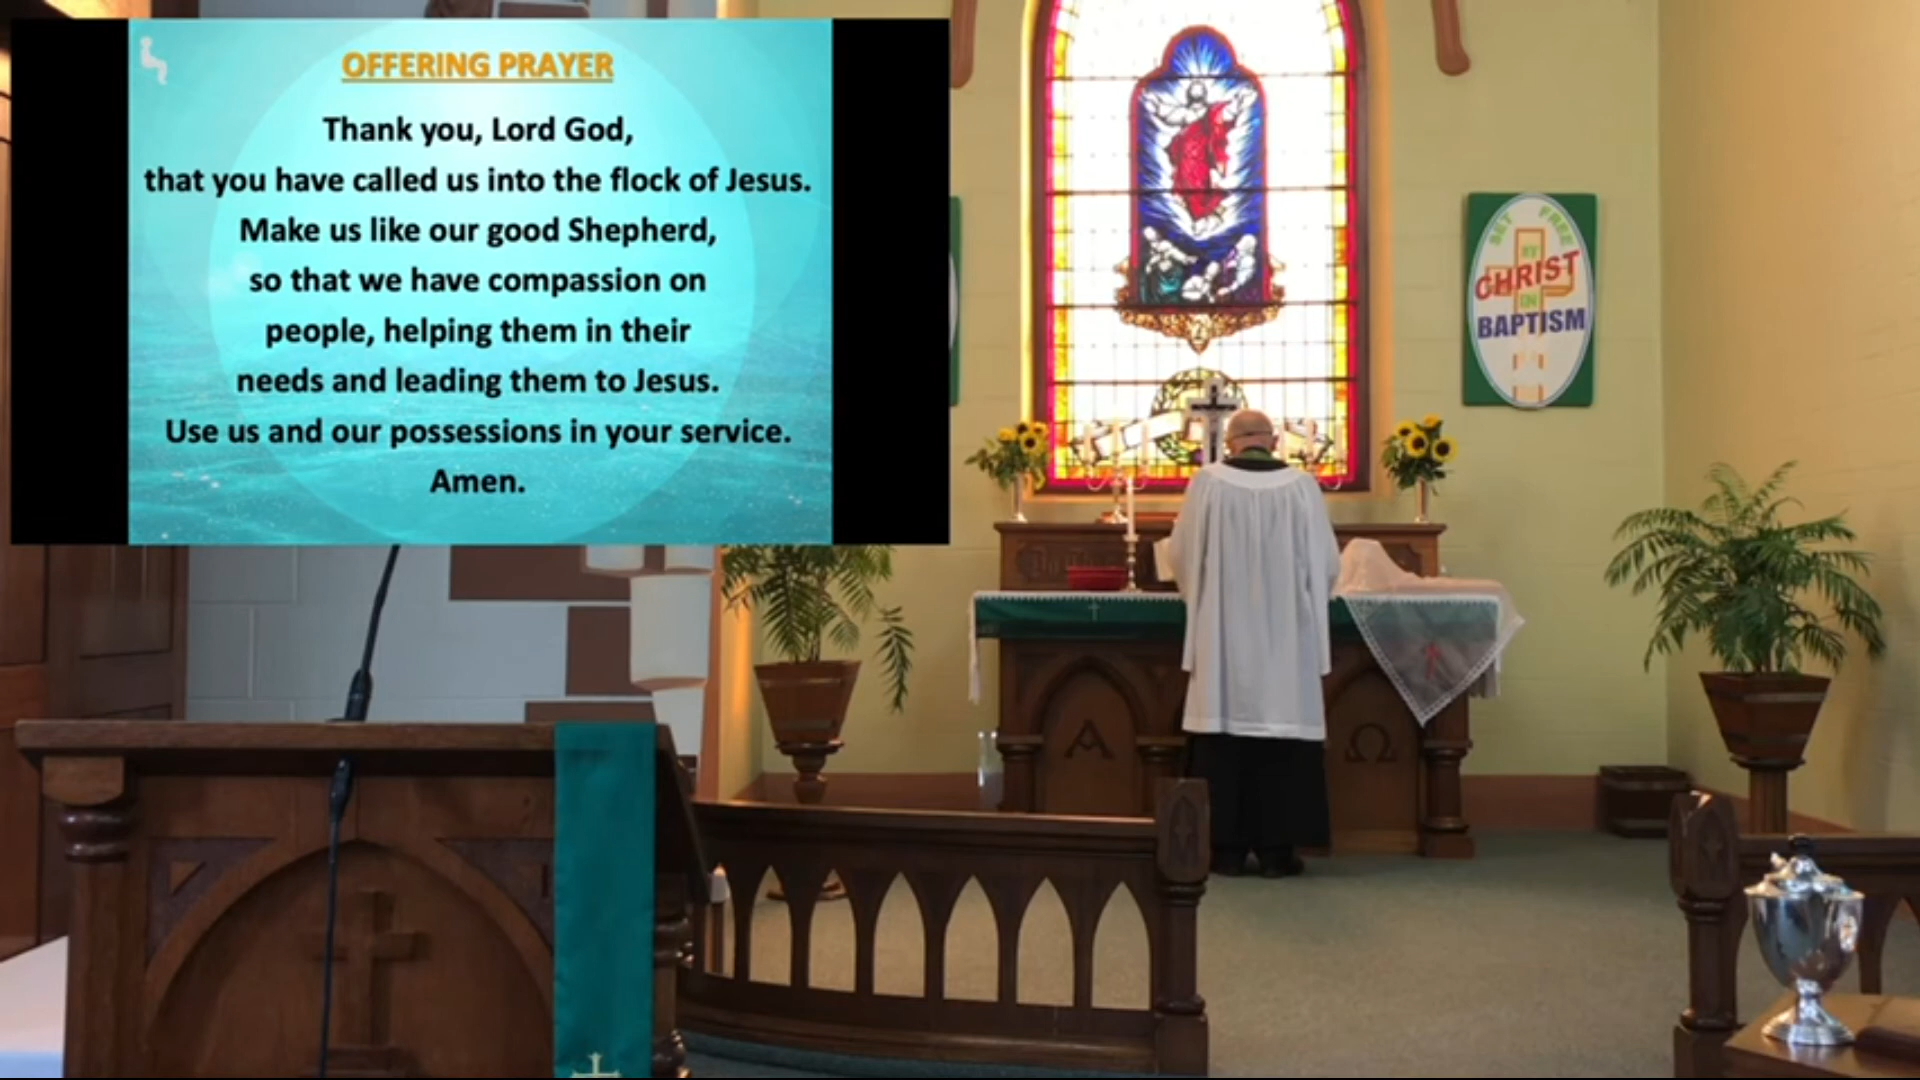 OFFERING PRAYER
Thank you, Lord God,
that you have called us into the flock of Jesus.
Make us like our good Shepherd,
so that we have compassion on
people, helping them in their
needs and leading them to Jesus.
Use us and our possessions in your service.
Amen.
SET FREE
BY
CHRIST
IN
BAPTISM
Α Ω